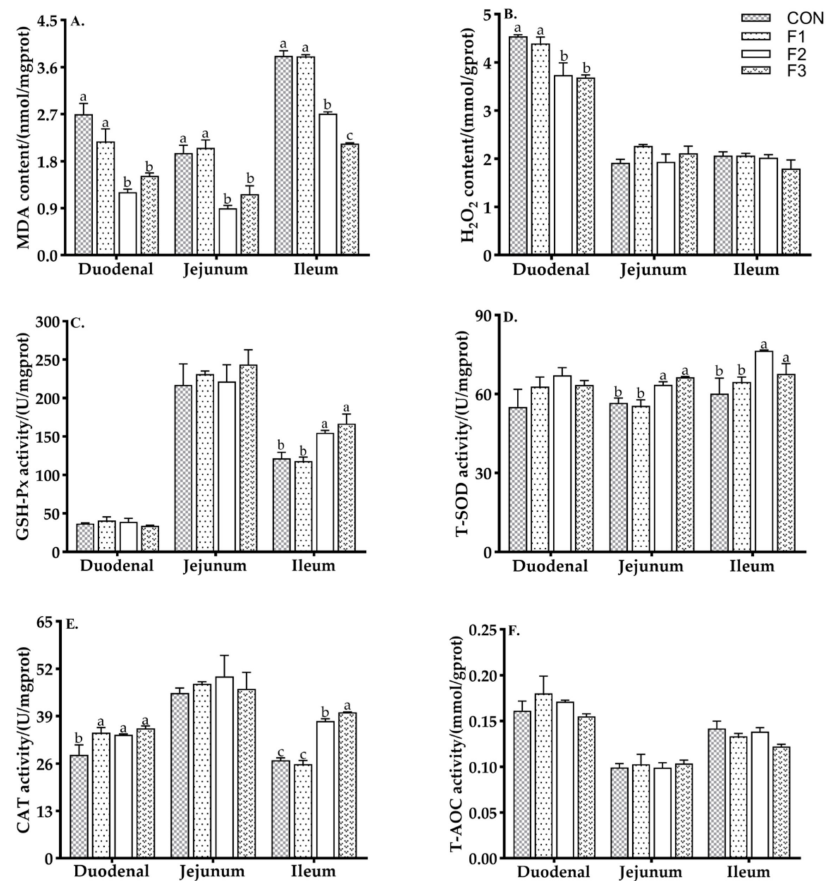 A.
MDA content/(nmol/mgprot)
4.5
3.6
2.7
1.8
0.9
0.0
a
a
b
b
a
a
b
b
a
a
b
c
Duodenal Jejunum Ileum
B.
H₂O₂ content/(mmol/gprot)
5
4
3
2
1
0
a
a
b
b
Duodenal Jejunum Ileum
CON
F1
F2
F3
C.
GSH-Px activity/(U/mgprot)
300
250
200
150
100
50
0
b
b
a
a
Duodenal Jejunum Ileum
D.
T-SOD activity/(U/mgprot)
90
60
30
0
b
b
a
a
b
b
a
a
Duodenal Jejunum Ileum
E.
CAT activity/(U/mgprot)
65
52
39
26
13
0
b
a
a
a
c
c
b
a
Duodenal Jejunum Ileum
F.
T-AOC activity/(mmol/gprot)
0.25
0.20
0.15
0.10
0.05
0.00
Duodenal Jejunum Ileum